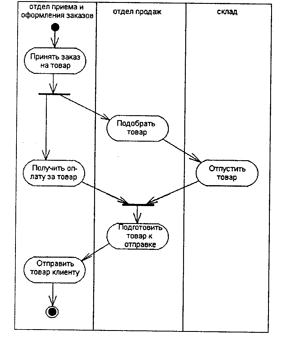 отдел приема и
оформления заказов
отдел продаж
склад
Принять заказ
на товар
Подобрать
товар
Получить оп-
лату за товар
Отпустить
товар
Подготовить
товар к
отправке
Отправить
товар клиенту